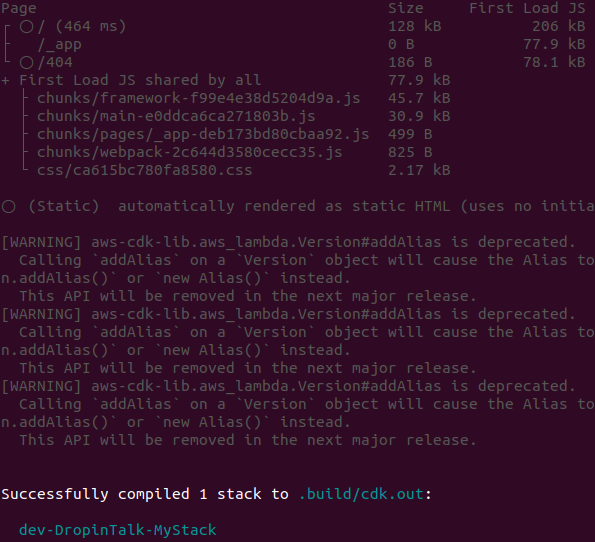 Page Size First Load JS
┌ ○ / (464 ms) 128 kB 206 kB
├   /_app 0 B 77.9 kB
└ ○ /404 186 B 78.1 kB
+ First Load JS shared by all 77.9 kB
  ├ chunks/framework-f99e4e38d5204d9a.js 45.7 kB
  ├ chunks/main-e0ddca6ca271803b.js 30.9 kB
  ├ chunks/pages/_app-deb173bd80cbaa92.js 499 B
  ├ chunks/webpack-2c644d3580cecc35.js 825 B
  └ css/ca615bc780fa8580.css 2.17 kB
○ (Static) automatically rendered as static HTML (uses no initia
[WARNING] aws-cdk-lib.aws_lambda.Version#addAlias is deprecated.
  Calling `addAlias` on a `Version` object will cause the Alias to
n.addAlias()` or `new Alias()` instead.
  This API will be removed in the next major release.
[WARNING] aws-cdk-lib.aws_lambda.Version#addAlias is deprecated.
  Calling `addAlias` on a `Version` object will cause the Alias to
n.addAlias()` or `new Alias()` instead.
  This API will be removed in the next major release.
[WARNING] aws-cdk-lib.aws_lambda.Version#addAlias is deprecated.
  Calling `addAlias` on a `Version` object will cause the Alias to
n.addAlias()` or `new Alias()` instead.
  This API will be removed in the next major release.
Successfully compiled 1 stack to .build/cdk.out:
  dev-DropinTalk-MyStack